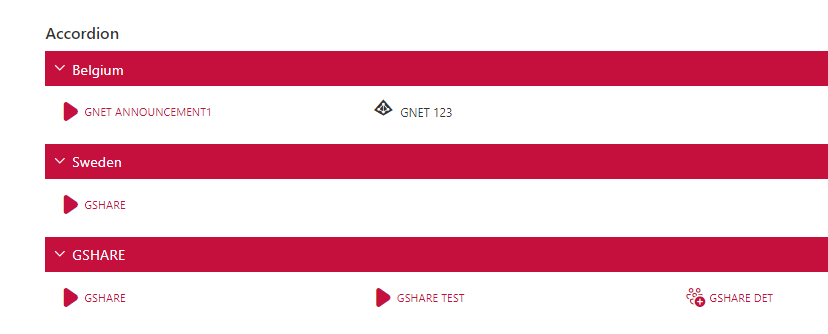 Accordion
Belgium
GNET ANNOUNCEMENT1 GNET 123
Sweden
GSHARE
GSHARE
GSHARE GSHARE TEST GSHARE DET